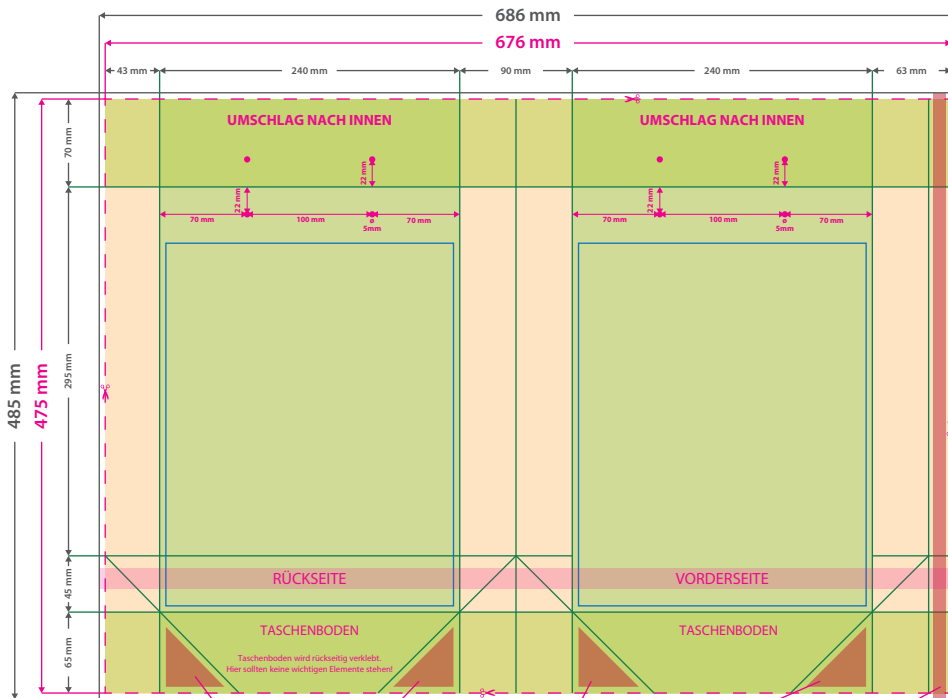 686 mm
676 mm
43 mm
240 mm
90 mm
240 mm
63 mm
UMSCHLAG NACH INNEN
UMSCHLAG NACH INNEN
70 mm
22 mm
22 mm
22 mm
22 mm
70 mm
100 mm
70 mm
70 mm
100 mm
70 mm
ø
5mm
ø
5mm
485 mm
475 mm
295 mm
45 mm
RÜCKSEITE
VORDERSEITE
65 mm
TASCHENBODEN
TASCHENBODEN
Taschenboden wird rückseitig verklebt.
Hier sollten keine wichtigen Elemente stehen!